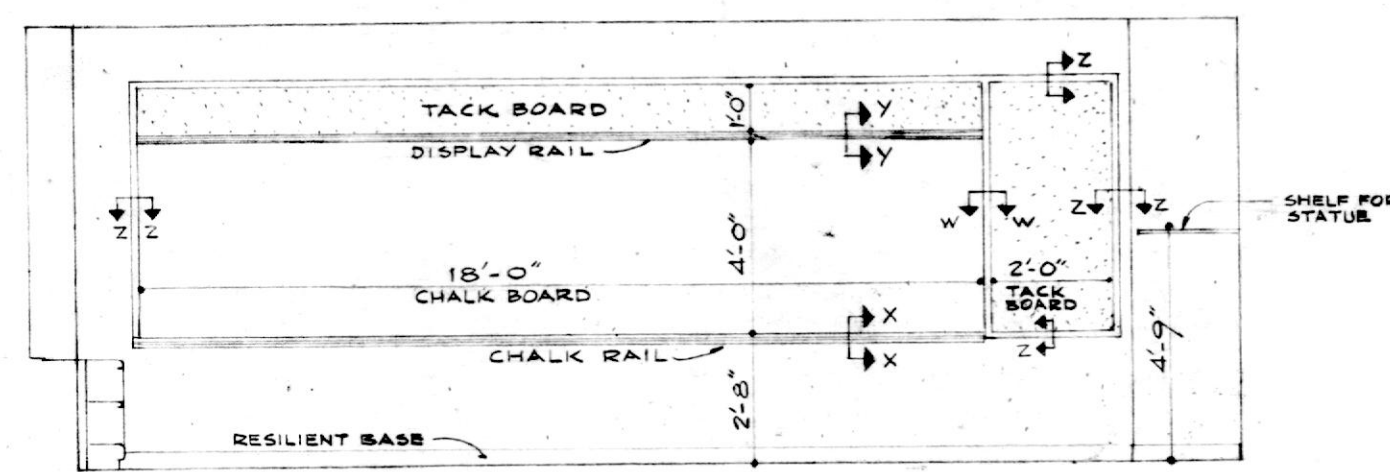 Z
TACK BOARD
1'-0"
Y
DISPLAY RAIL
Y
Z Z
W W
Z Z
SHELF FOR
STATUE
4'-0"
18'-0"
CHALK BOARD
2'-0"
TACK
BOARD
X
CHALK RAIL
X
Z
4'-9"
2'-8"
RESILIENT BASE